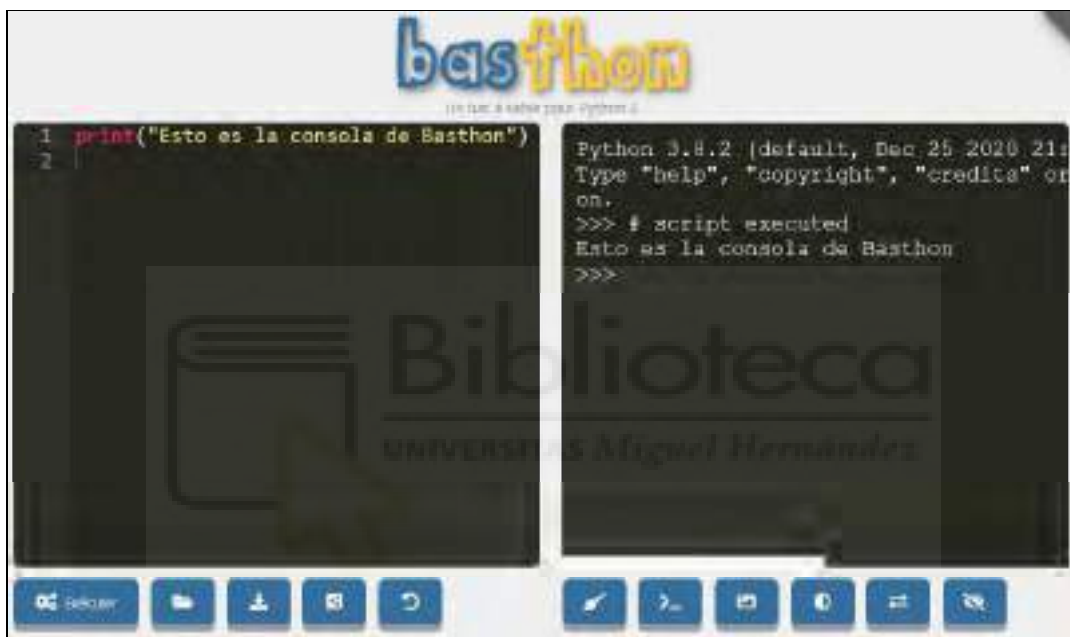 basthon
1 print("Esto es la consola de Basthon")
2
Python 3.8.2 (default, Dec 25 2020 21:
Type "help", "copyright", "credits" or
on.
>>> # script executed
Esto es la consola de Basthon
>>>
Biblioteca
UNIVERSITAS Miguel Hernández
Exécuter